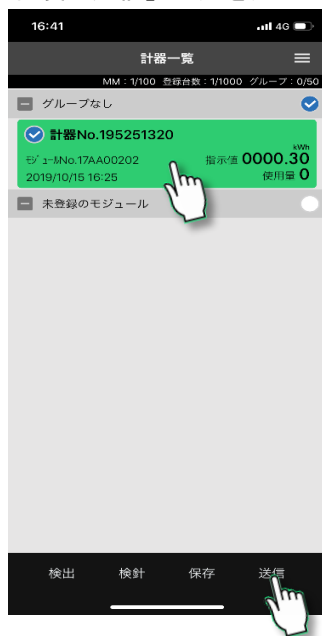 16:41 4G
計器一覧
MM：1/100 登録台数：1/1000 グループ：0/50
グループなし
計器No.195251320
kWh
ﾓｼﾞｭｰﾙNo.17AA00202 指示値 0000.30
2019/10/15 16:25 使用量 0
未登録のモジュール
検出 検針 保存 送信